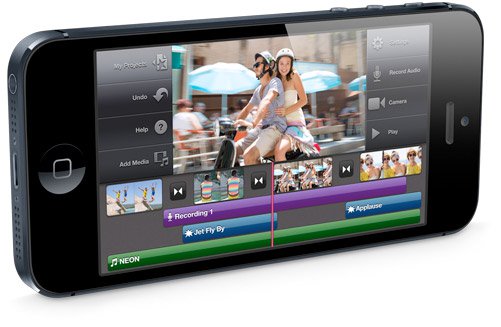 My Projects
Settings
Undo
Record Audio
Help
Camera
Add Media
Play
Recording 1
Applause
Jet Fly By
NEON